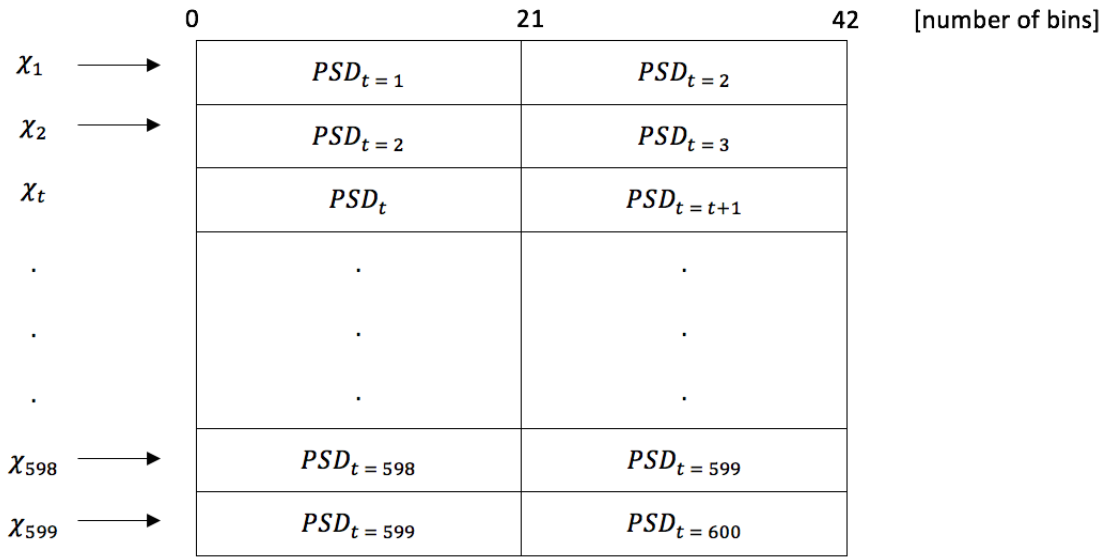 0 21 42 [number of bins]
χ₁ PSDₜ ₌ ₁ PSDₜ ₌ ₂
χ₂ PSDₜ ₌ ₂ PSDₜ ₌ ₃
χₜ PSDₜ PSDₜ ₌ ₜ₊₁
. . .
. . .
. . .
χ₅₉₈ PSDₜ ₌ ₅₉₈ PSDₜ ₌ ₅₉₉
χ₅₉₉ PSDₜ ₌ ₅₉₉ PSDₜ ₌ ₆₀₀